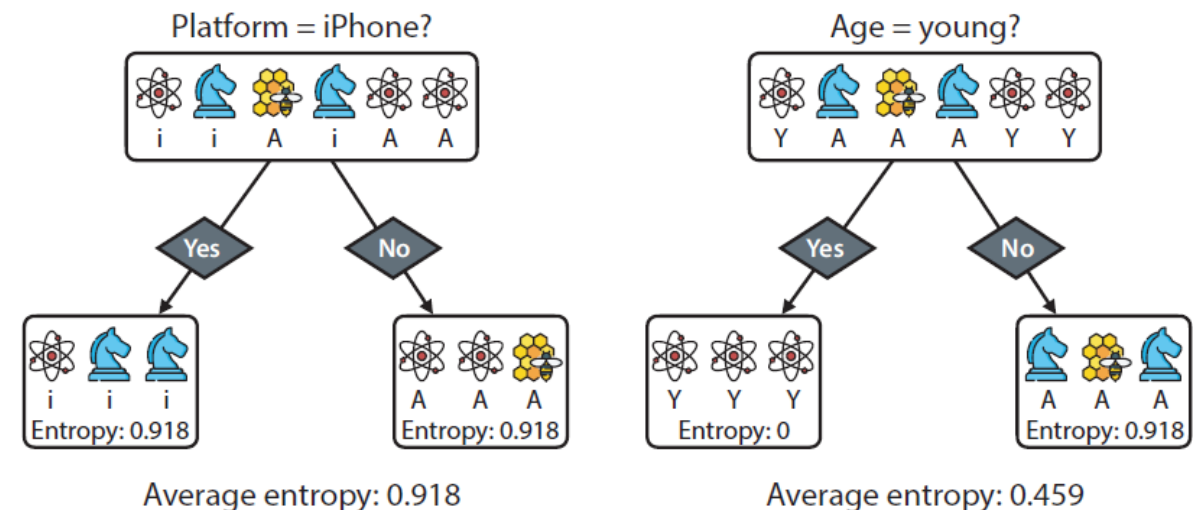 Platform = iPhone?
i i A i A A
Yes
No
i i i
Entropy: 0.918
A A A
Entropy: 0.918
Average entropy: 0.918
Age = young?
Y A A A Y Y
Yes
No
Y Y Y
Entropy: 0
A A A
Entropy: 0.918
Average entropy: 0.459